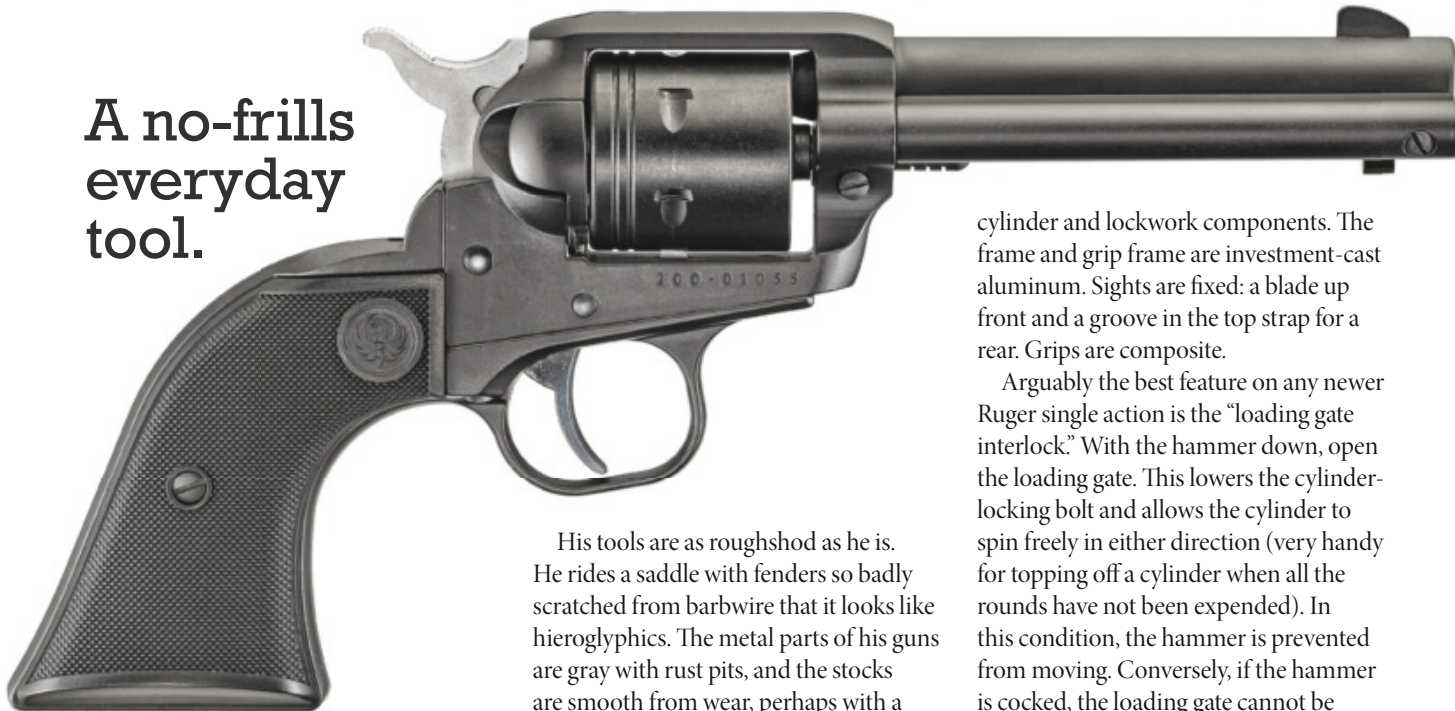 A no-frills
everyday
tool.
200-01055
His tools are as roughshod as he is.
He rides a saddle with fenders so badly
scratched from barbwire that it looks like
hieroglyphics. The metal parts of his guns
are gray with rust pits, and the stocks
are smooth from wear, perhaps with a
cylinder and lockwork components. The
frame and grip frame are investment-cast
aluminum. Sights are fixed: a blade up
front and a groove in the top strap for a
rear. Grips are composite.
Arguably the best feature on any newer
Ruger single action is the “loading gate
interlock.” With the hammer down, open
the loading gate. This lowers the cylinder-
locking bolt and allows the cylinder to
spin freely in either direction (very handy
for topping off a cylinder when all the
rounds have not been expended). In
this condition, the hammer is prevented
from moving. Conversely, if the hammer
is cocked, the loading gate cannot be